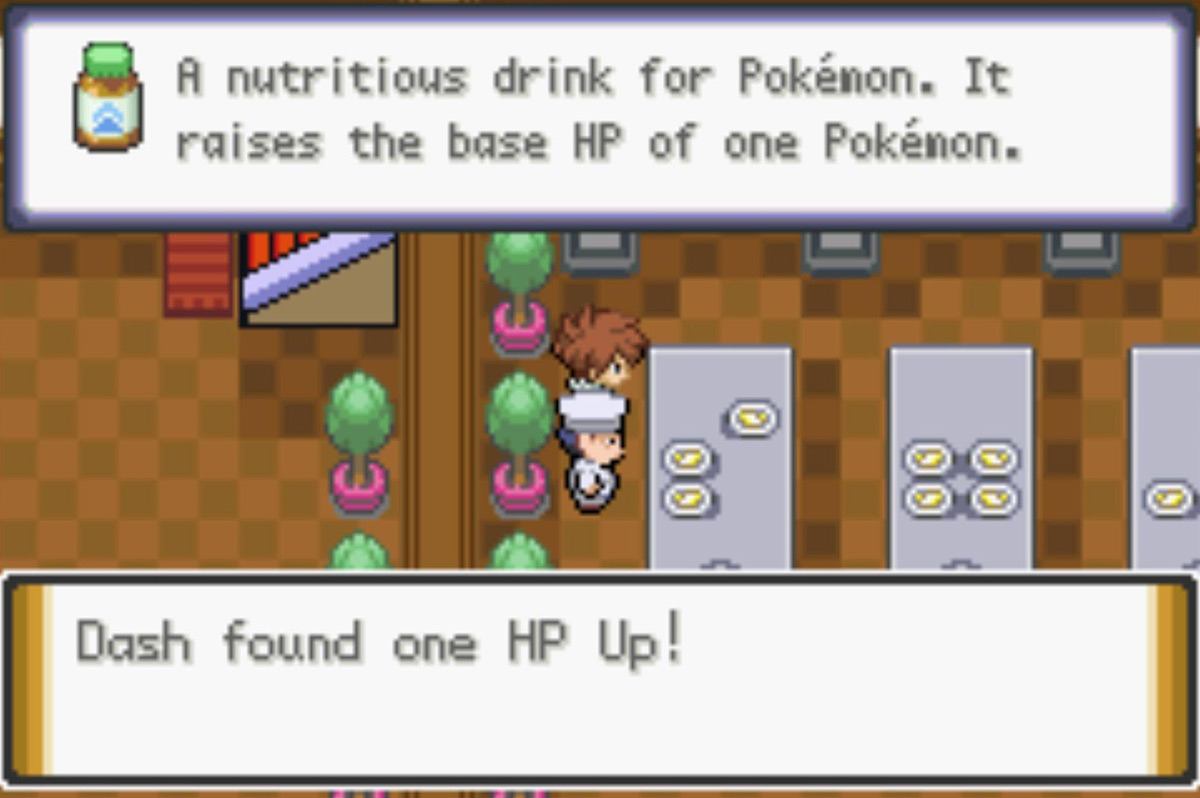 A nutritious drink for Pokémon. It
raises the base HP of one Pokémon.
Dash found one HP Up!